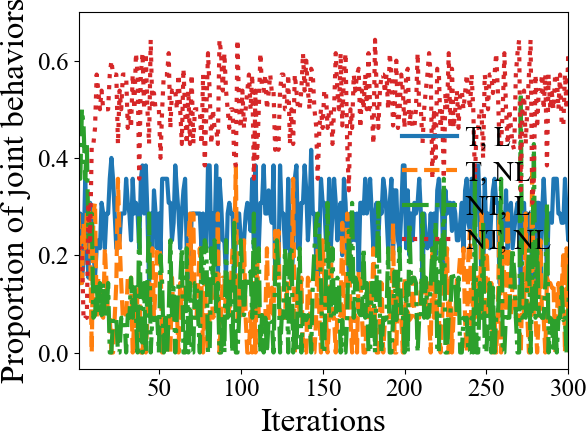 Proportion of joint behaviors
0.6
0.4
0.2
0.0
T, L
T, NL
NT, L
NT, NL
50
100
150
200
250
300
Iterations